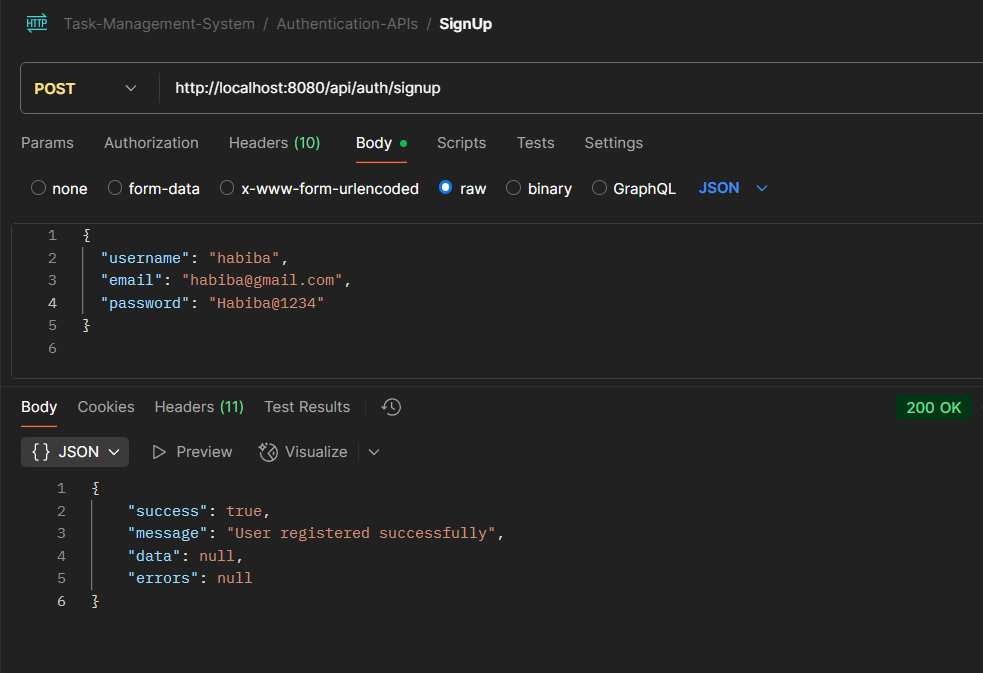 HTTP Task-Management-System / Authentication-APIs / SignUp
POST http://localhost:8080/api/auth/signup
Params Authorization Headers (10) Body Scripts Tests Settings
none form-data x-www-form-urlencoded raw binary GraphQL JSON
1 {
2 "username": "habiba",
3 "email": "habiba@gmail.com",
4 "password": "Habiba@1234"
5 }
6
Body Cookies Headers (11) Test Results 200 OK
{ } JSON Preview Visualize
1 {
2 "success": true,
3 "message": "User registered successfully",
4 "data": null,
5 "errors": null
6 }